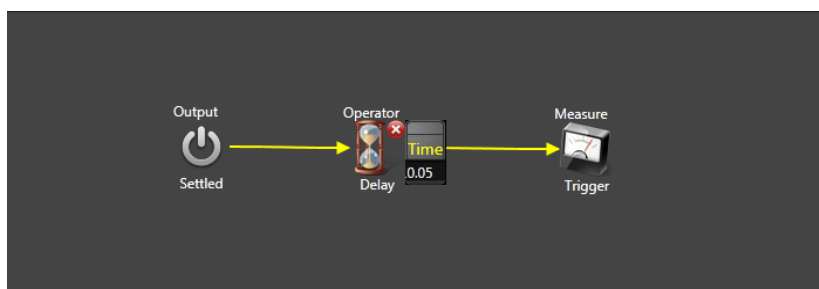 Output
Settled
Operator
Time
0.05
Delay
Measure
Trigger